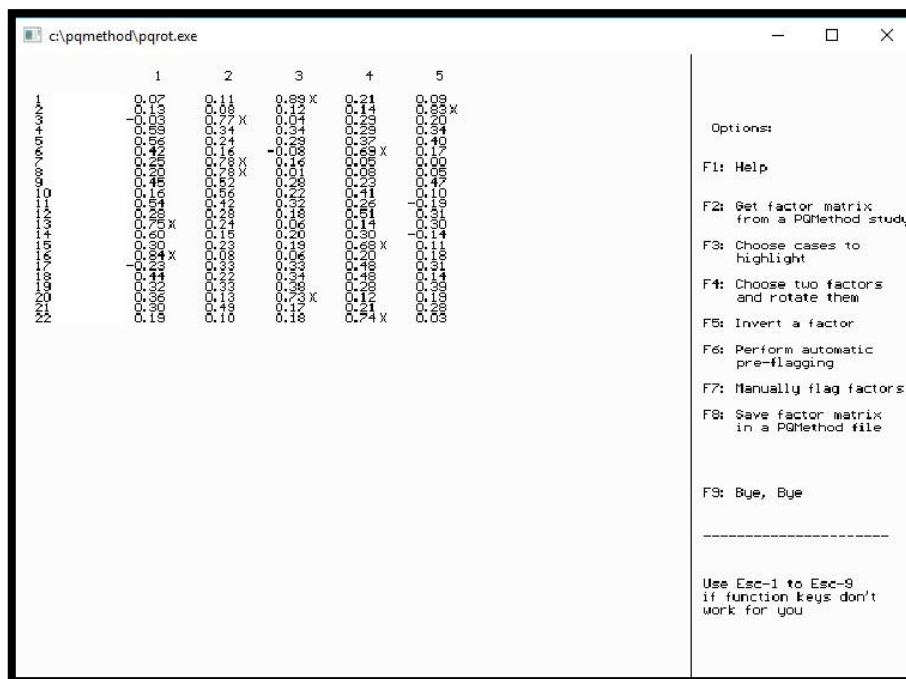 c:\pqmethod\pqrot.exe
1 2 3 4 5
1 0.07 0.11 0.89 X 0.21 0.09
2 0.13 0.08 0.12 0.14 0.83 X
3 -0.03 0.77 X 0.04 0.29 0.20
4 0.59 0.34 0.34 0.29 0.34
5 0.56 0.24 0.29 0.37 0.40
6 0.42 0.16 -0.08 0.69 X 0.17
7 0.25 0.78 X 0.16 0.05 0.00
8 0.20 0.78 X 0.01 0.08 0.05
9 0.45 0.52 0.28 0.23 0.47
10 0.16 0.56 0.22 0.41 0.10
11 0.54 0.42 0.32 0.26 -0.19
12 0.28 0.28 0.18 0.51 0.31
13 0.75 X 0.24 0.06 0.14 0.30
14 0.60 0.15 0.20 0.30 -0.14
15 0.30 0.23 0.19 0.68 X 0.11
16 0.84 X 0.08 0.06 0.20 0.18
17 -0.23 0.33 0.33 0.48 0.31
18 0.44 0.22 0.34 0.48 0.14
19 0.32 0.33 0.38 0.28 0.39
20 0.36 0.13 0.73 X 0.12 0.19
21 0.30 0.49 0.17 0.21 0.28
22 0.19 0.10 0.18 0.74 X 0.03
Options:
F1: Help
F2: Get factor matrix
from a PQMethod study
F3: Choose cases to
highlight
F4: Choose two factors
and rotate them
F5: Invert a factor
F6: Perform automatic
pre-flagging
F7: Manually flag factors
F8: Save factor matrix
in a PQMethod file
F9: Bye, Bye
-----------------------
Use Esc-1 to Esc-9
if function keys don't
work for you